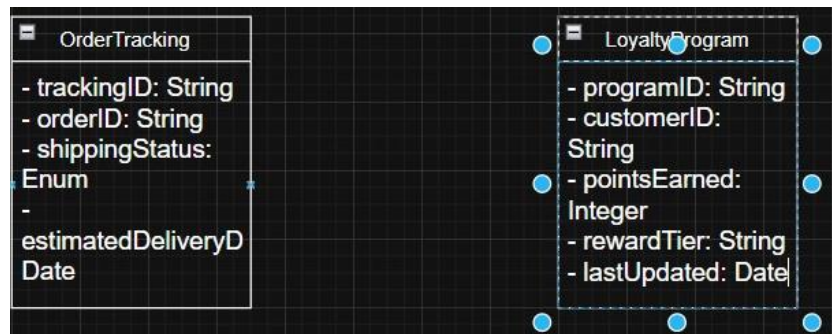 OrderTracking
- trackingID: String
- orderID: String
- shippingStatus:
Enum
-
estimatedDeliveryD
Date
LoyaltyProgram
- programID: String
- customerID:
String
- pointsEarned:
Integer
- rewardTier: String
- lastUpdated: Date